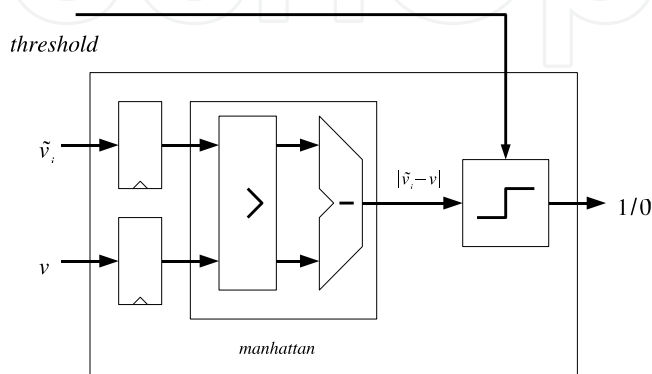 threshold
ṽᵢ
|ṽᵢ−v|
1/0
v
manhattan